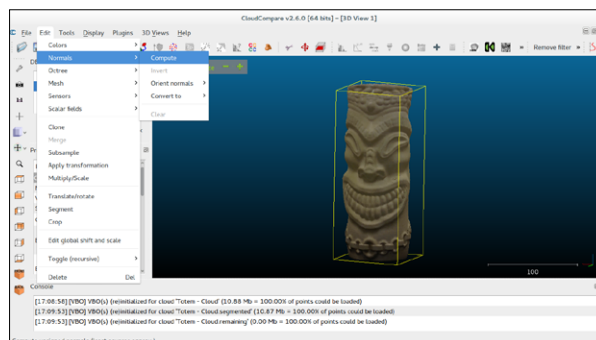 CloudCompare v2.6.0 [64 bits] - [3D View 1]
File Edit Tools Display Plugins 3D Views Help
Remove filter
Colors
Normals
Octree
Mesh
Sensors
Scalar fields
Clone
Merge
Subsample
Apply transformation
Multiply/Scale
Translate/rotate
Segment
Crop
Edit global shift and scale
Toggle (recursive)
Delete Del
Compute
Invert
Orient normals
Convert to
Clear
100
Console
[17:08:58] [VBO] VBO(s) (re)initialized for cloud 'Totem - Cloud' (10.88 Mb = 100.00% of points could be loaded)
[17:09:53] [VBO] VBO(s) (re)initialized for cloud 'Totem - Cloud.segmented' (10.87 Mb = 100.00% of points could be loaded)
[17:09:53] [VBO] VBO(s) (re)initialized for cloud 'Totem - Cloud.remaining' (0.00 Mb = 100.00% of points could be loaded)